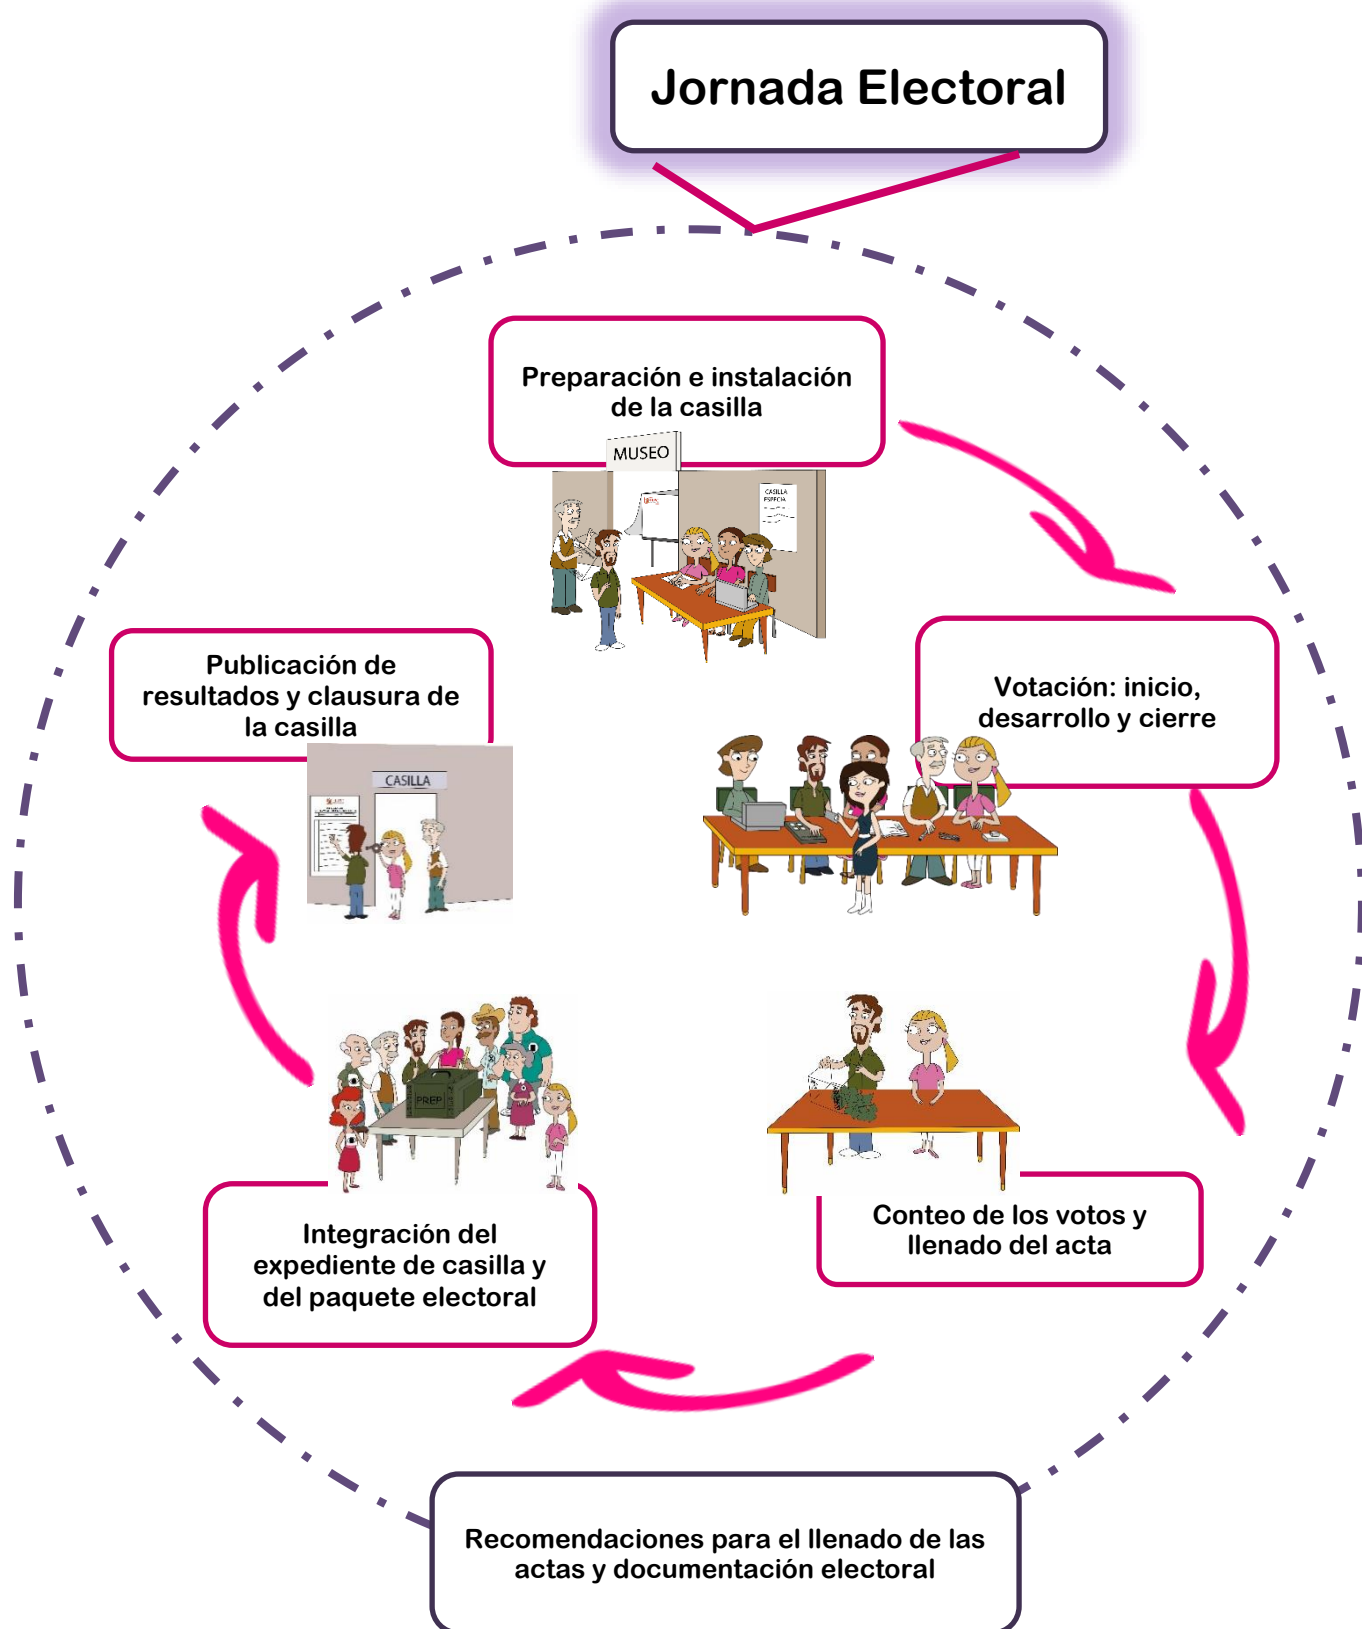 Jornada Electoral
Preparación e instalación
de la casilla
MUSEO
CASILLA
ESPECIA
Publicación de
resultados y clausura de
la casilla
CASILLA
Votación: inicio,
desarrollo y cierre
PREP
Integración del
expediente de casilla y
del paquete electoral
Conteo de los votos y
llenado del acta
Recomendaciones para el llenado de las
actas y documentación electoral